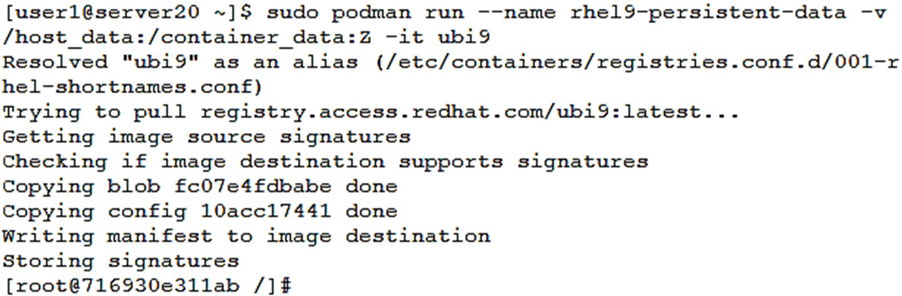 [user1@server20 ~]$ sudo podman run --name rhel9-persistent-data -v
/host_data:/container_data:Z -it ubi9
Resolved "ubi9" as an alias (/etc/containers/registries.conf.d/001-r
hel-shortnames.conf)
Trying to pull registry.access.redhat.com/ubi9:latest...
Getting image source signatures
Checking if image destination supports signatures
Copying blob fc07e4fdbabe done
Copying config 10acc17441 done
Writing manifest to image destination
Storing signatures
[root@716930e311ab /]#